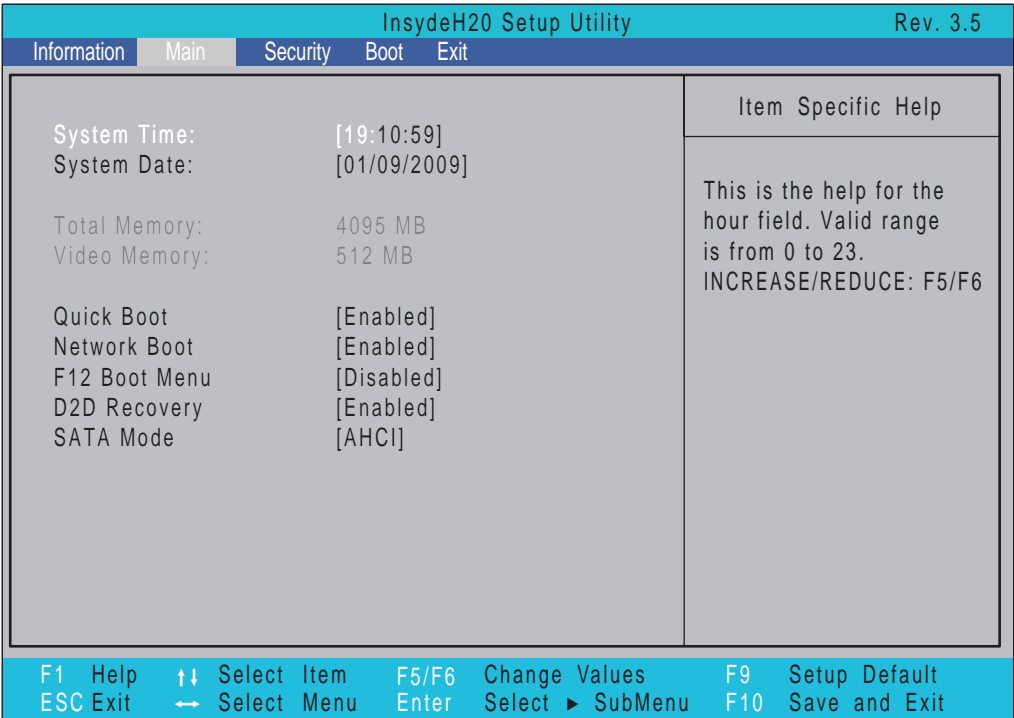 InsydeH20 Setup Utility Rev. 3.5
Information Main Security Boot Exit
Item Specific Help
System Time: [19:10:59]
System Date: [01/09/2009]
This is the help for the
hour field. Valid range
is from 0 to 23.
INCREASE/REDUCE: F5/F6
Total Memory: 4095 MB
Video Memory: 512 MB
Quick Boot [Enabled]
Network Boot [Enabled]
F12 Boot Menu [Disabled]
D2D Recovery [Enabled]
SATA Mode [AHCI]
F1 Help ↑↓ Select Item F5/F6 Change Values F9 Setup Default
ESC Exit ↔ Select Menu Enter Select ► SubMenu F10 Save and Exit